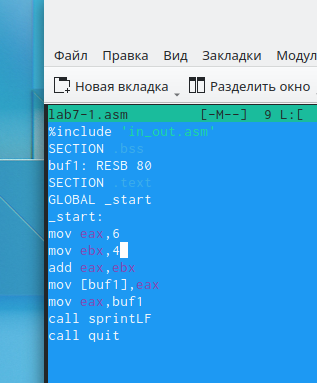 Файл Правка Вид Закладки Модул
Новая вкладка Разделить окно
lab7-1.asm [-M--] 9 L:[
%include 'in_out.asm'
SECTION .bss
buf1: RESB 80
SECTION .text
GLOBAL _start
_start:
mov eax,6
mov ebx,4
add eax,ebx
mov [buf1],eax
mov eax,buf1
call sprintLF
call quit